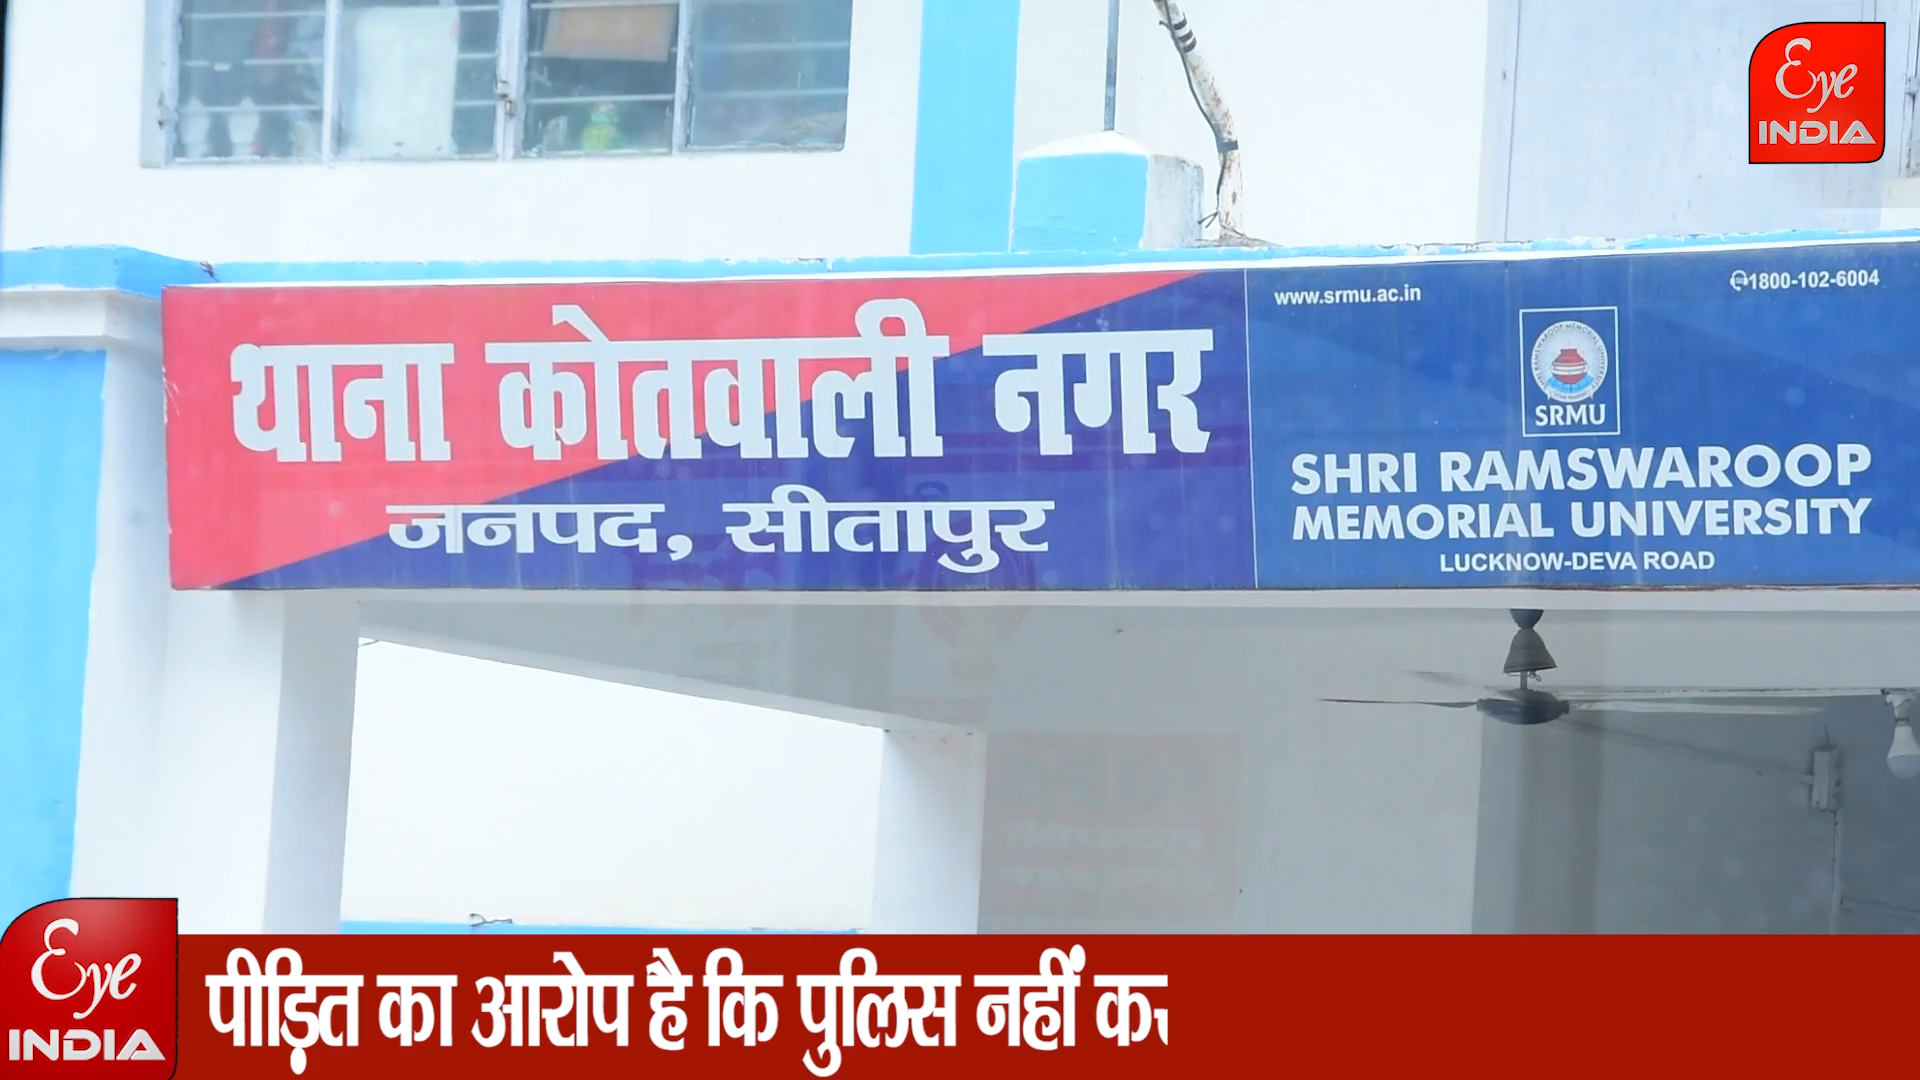 Eye
INDIA
www.srmu.ac.in
1800-102-6004
थाना कोतवाली नगर
जनपद, सीतापुर
SRMU
SHRI RAMSWAROOP
MEMORIAL UNIVERSITY
LUCKNOW-DEVA ROAD
Eye
INDIA
पीड़ित का आरोप है कि पुलिस नहीं